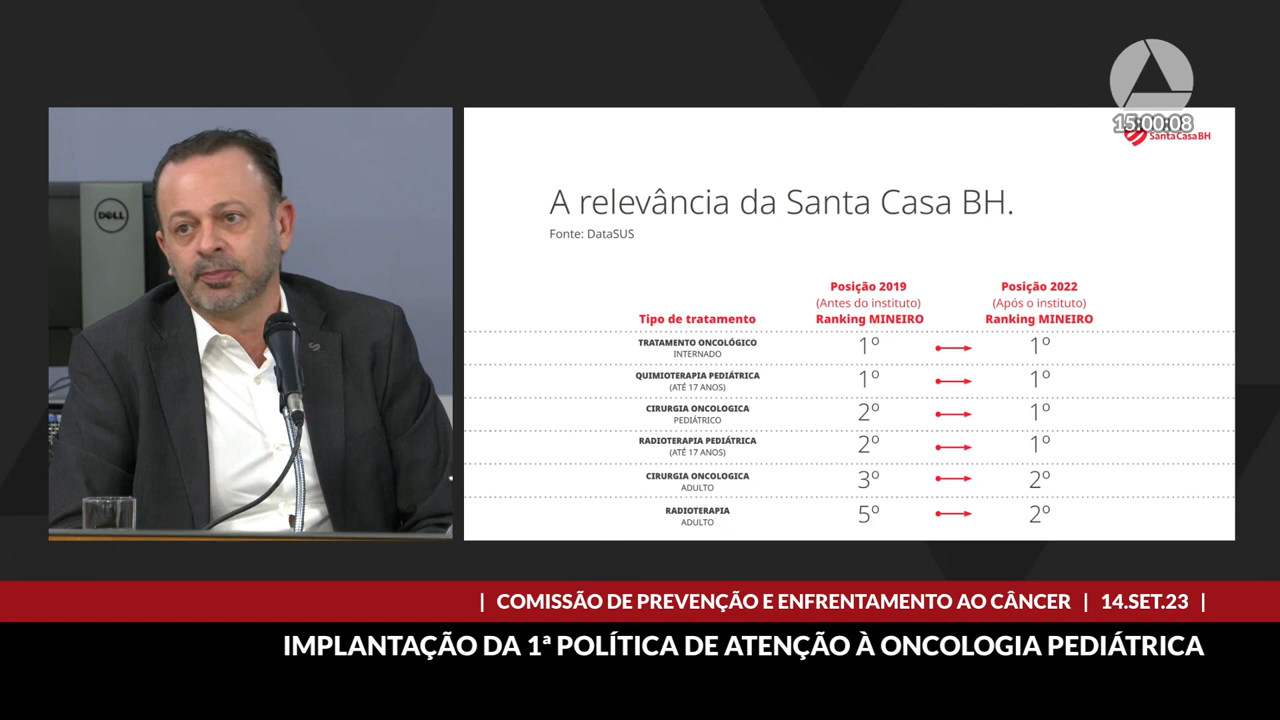 15:00:08
SantaCasaBH
DELL
A relevância da Santa Casa BH.
Fonte: DataSUS
Tipo de tratamento
Posição 2019
(Antes do instituto)
Ranking MINEIRO
Posição 2022
(Após o instituto)
Ranking MINEIRO
TRATAMENTO ONCOLÓGICO
INTERNADO
1º 1º
QUIMIOTERAPIA PEDIÁTRICA
(ATÉ 17 ANOS)
1º 1º
CIRURGIA ONCOLOGICA
PEDIÁTRICO
2º 1º
RADIOTERAPIA PEDIÁTRICA
(ATÉ 17 ANOS)
2º 1º
CIRURGIA ONCOLOGICA
ADULTO
3º 2º
RADIOTERAPIA
ADULTO
5º 2º
| COMISSÃO DE PREVENÇÃO E ENFRENTAMENTO AO CÂNCER | 14.SET.23 |
IMPLANTAÇÃO DA 1ª POLÍTICA DE ATENÇÃO À ONCOLOGIA PEDIÁTRICA